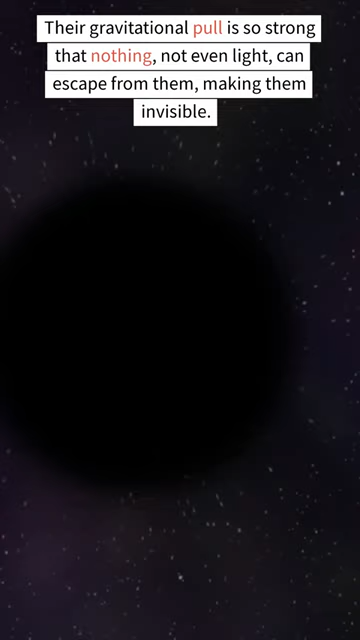 Their gravitational pull is so strong
that nothing, not even light, can
escape from them, making them
invisible.